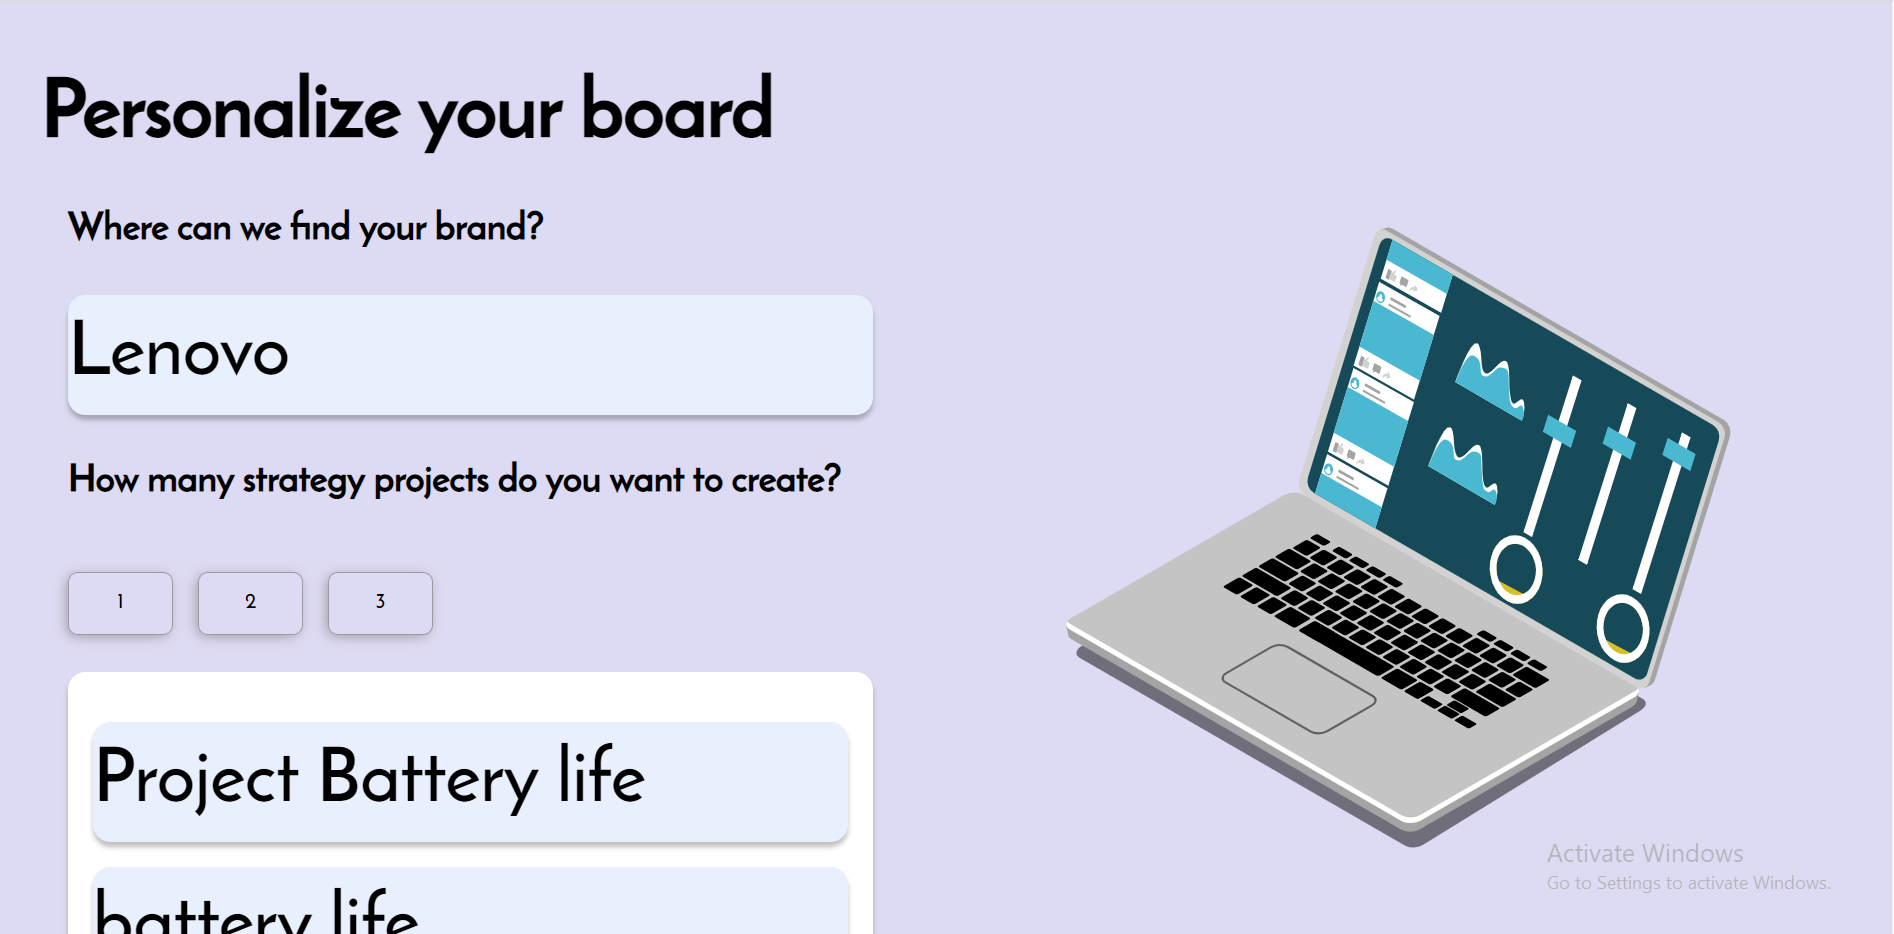 Personalize your board
Where can we find your brand?
Lenovo
How many strategy projects do you want to create?
1 2 3
Project Battery life
battery life
Activate Windows
Go to Settings to activate Windows.